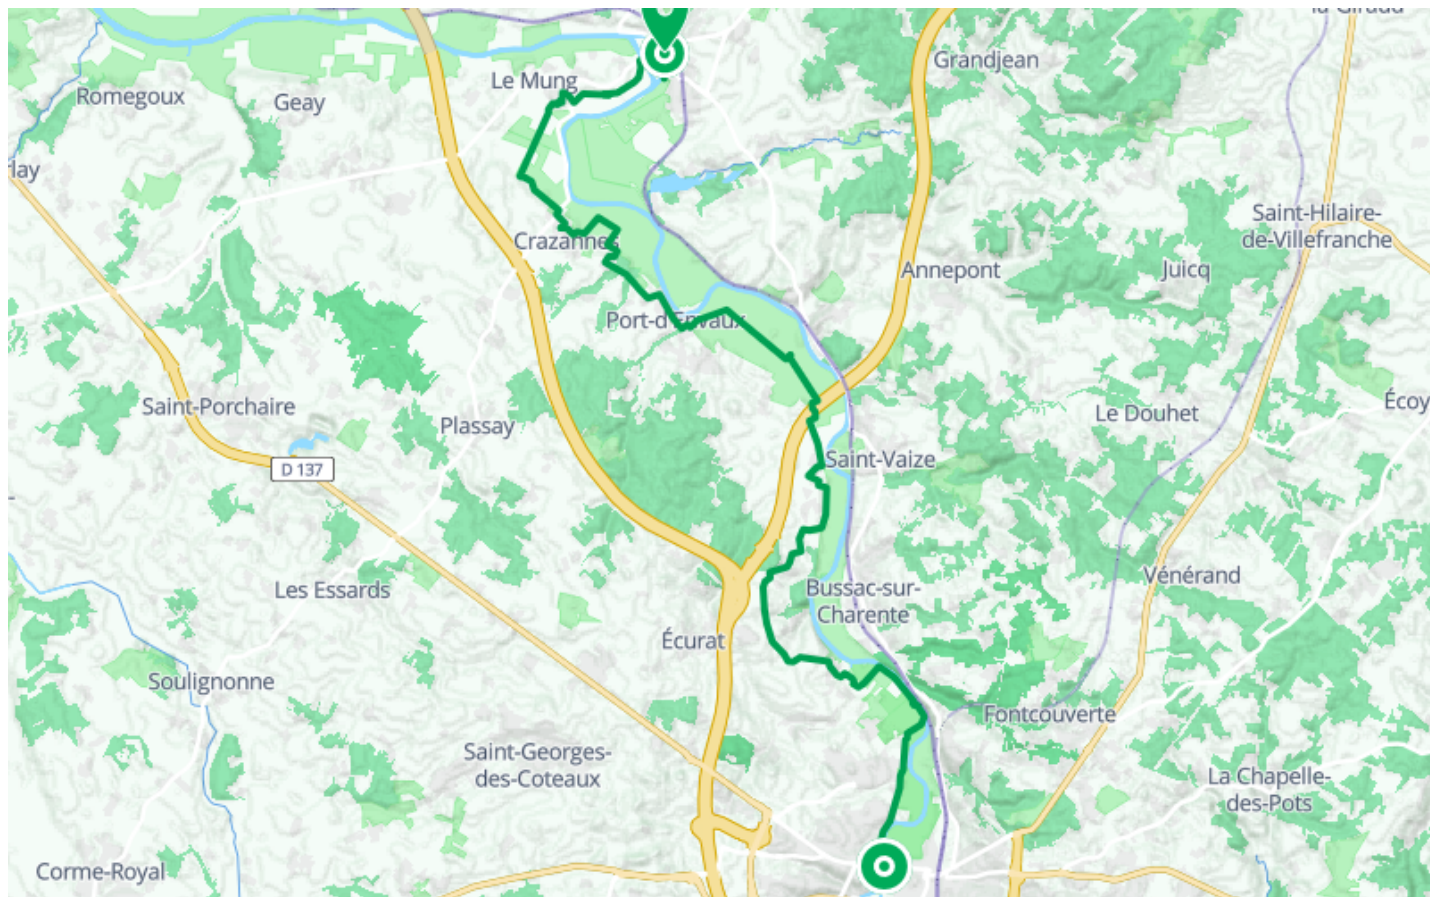 Grandjean
Le Mung
Romegoux
Geay
Saint-Hilaire-
de-Villefranche
Crazannes
Annepont
Juicq
Port-d'Envaux
Saint-Porchaire
Plassay
Le Douhet
D 137
Saint-Vaize
Les Essards
Vénérand
Bussac-sur-
Charente
Écurat
Soulignonne
Fontcouverte
Saint-Georges-
des-Coteaux
La Chapelle-
des-Pots
Corme-Royal